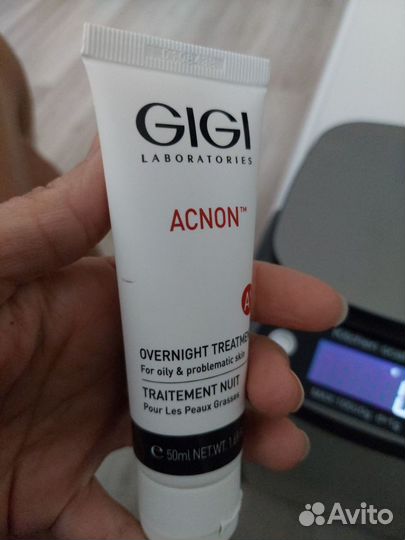 GIGI
LABORATORIES
ACNON™
A
OVERNIGHT TREATME
For oily & problematic skin
TRAITEMENT NUIT
Pour Les Peaux Grasses
℮ 50ml NET.WT. 1.
Avito